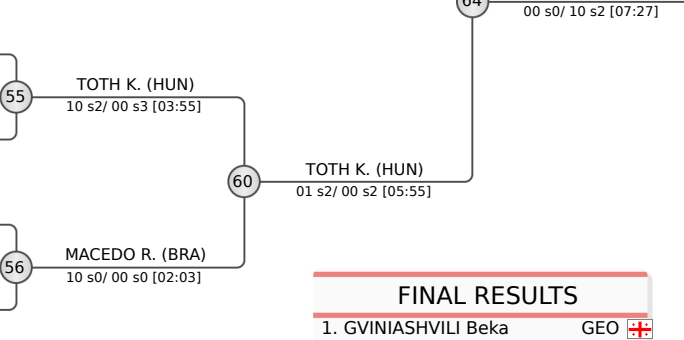 64
00 s0/ 10 s2 [07:27]
55
TOTH K. (HUN)
10 s2/ 00 s3 [03:55]
60
TOTH K. (HUN)
01 s2/ 00 s2 [05:55]
56
MACEDO R. (BRA)
10 s0/ 00 s0 [02:03]
FINAL RESULTS
1. GVINIASHVILI Beka GEO